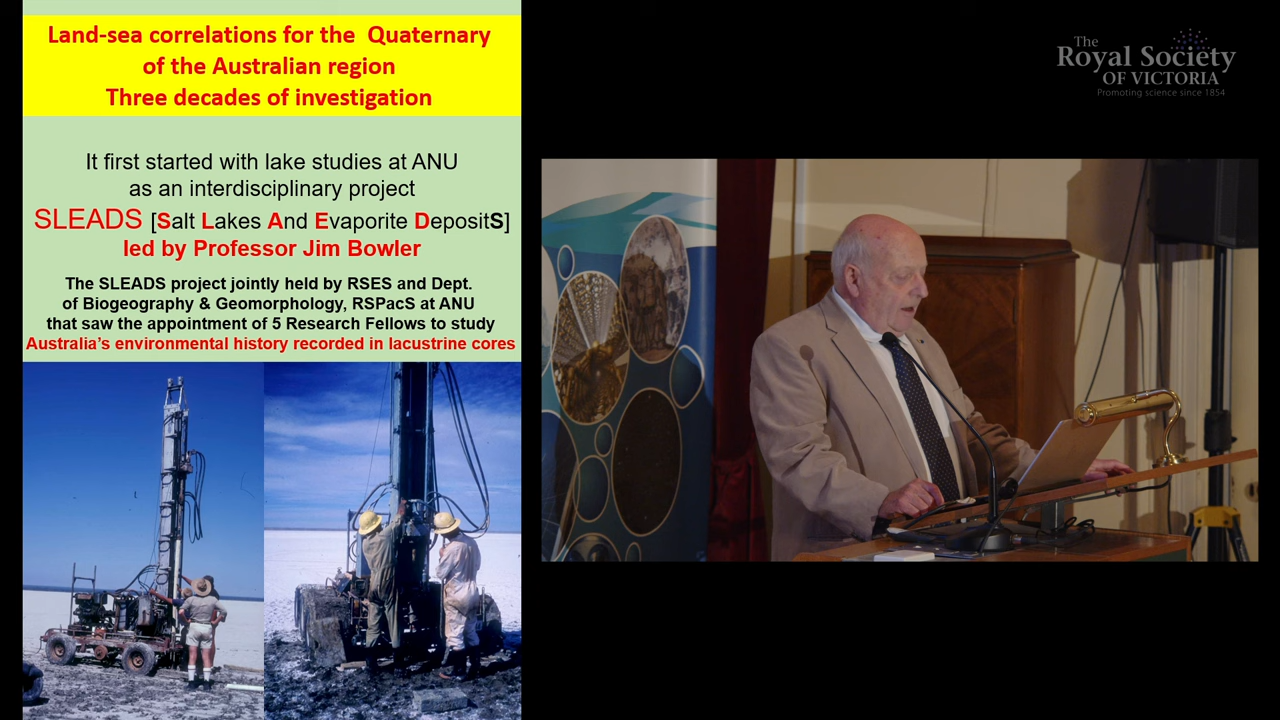 Land-sea correlations for the Quaternary
of the Australian region
Three decades of investigation
It first started with lake studies at ANU
as an interdisciplinary project
SLEADS [Salt Lakes And Evaporite DepositS]
led by Professor Jim Bowler
The SLEADS project jointly held by RSES and Dept.
of Biogeography & Geomorphology, RSPacS at ANU
that saw the appointment of 5 Research Fellows to study
Australia's environmental history recorded in lacustrine cores
The
Royal Society
OF VICTORIA
Promoting science since 1854